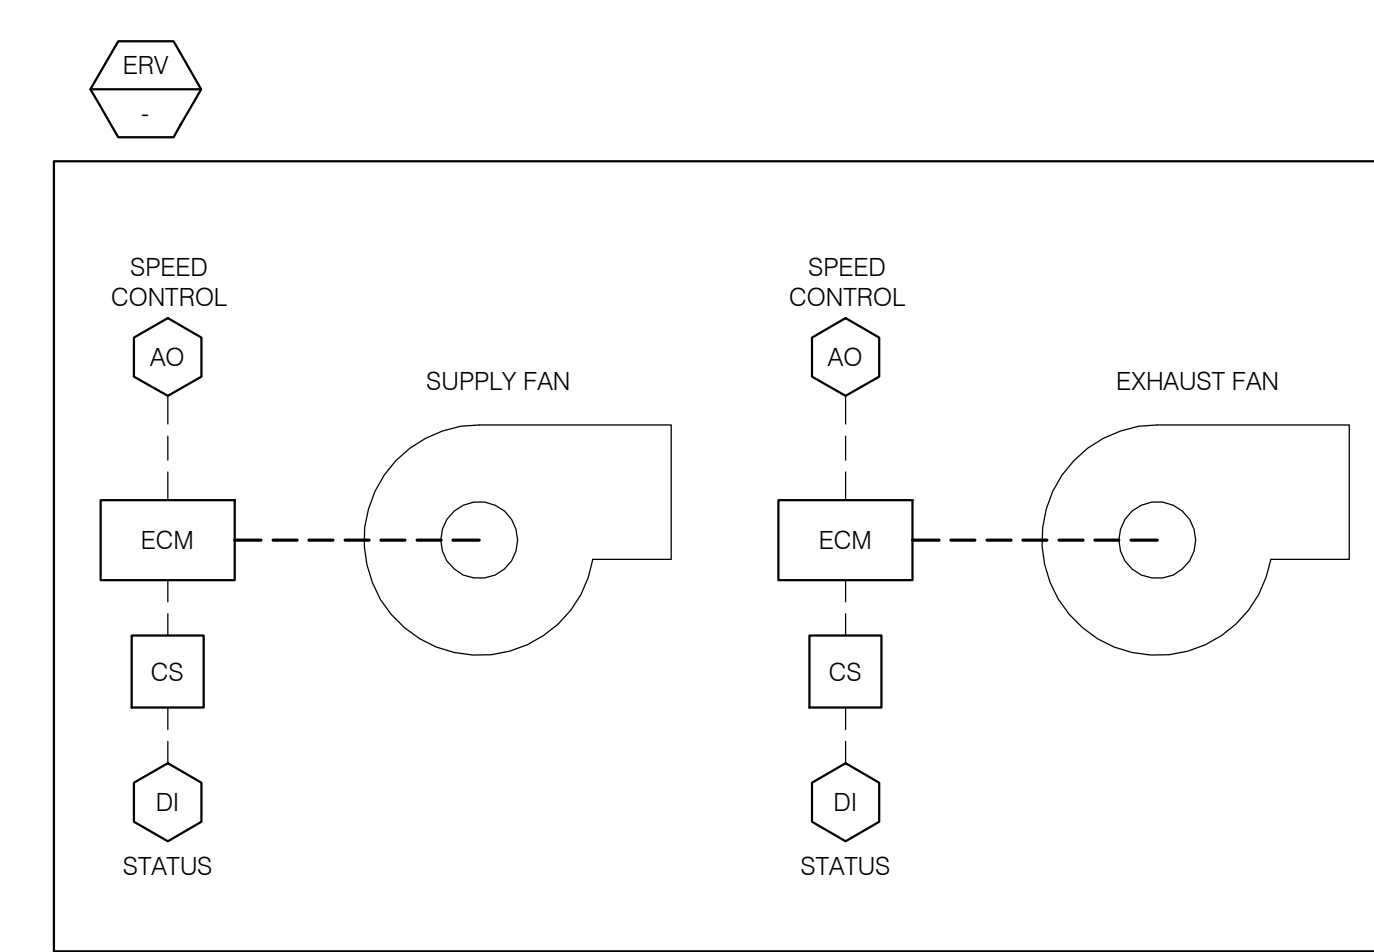 ERV
-
SPEED
CONTROL
AO
SUPPLY FAN
ECM
CS
DI
STATUS
SPEED
CONTROL
AO
EXHAUST FAN
ECM
CS
DI
STATUS